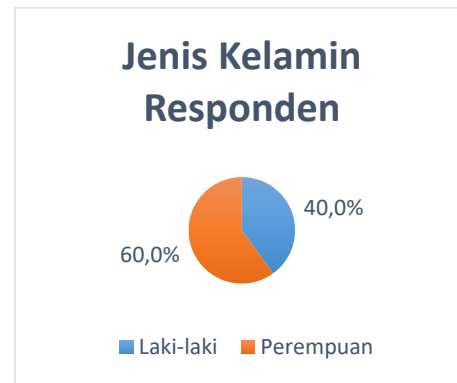 Jenis Kelamin
Responden
40,0%
60,0%
Laki-laki Perempuan